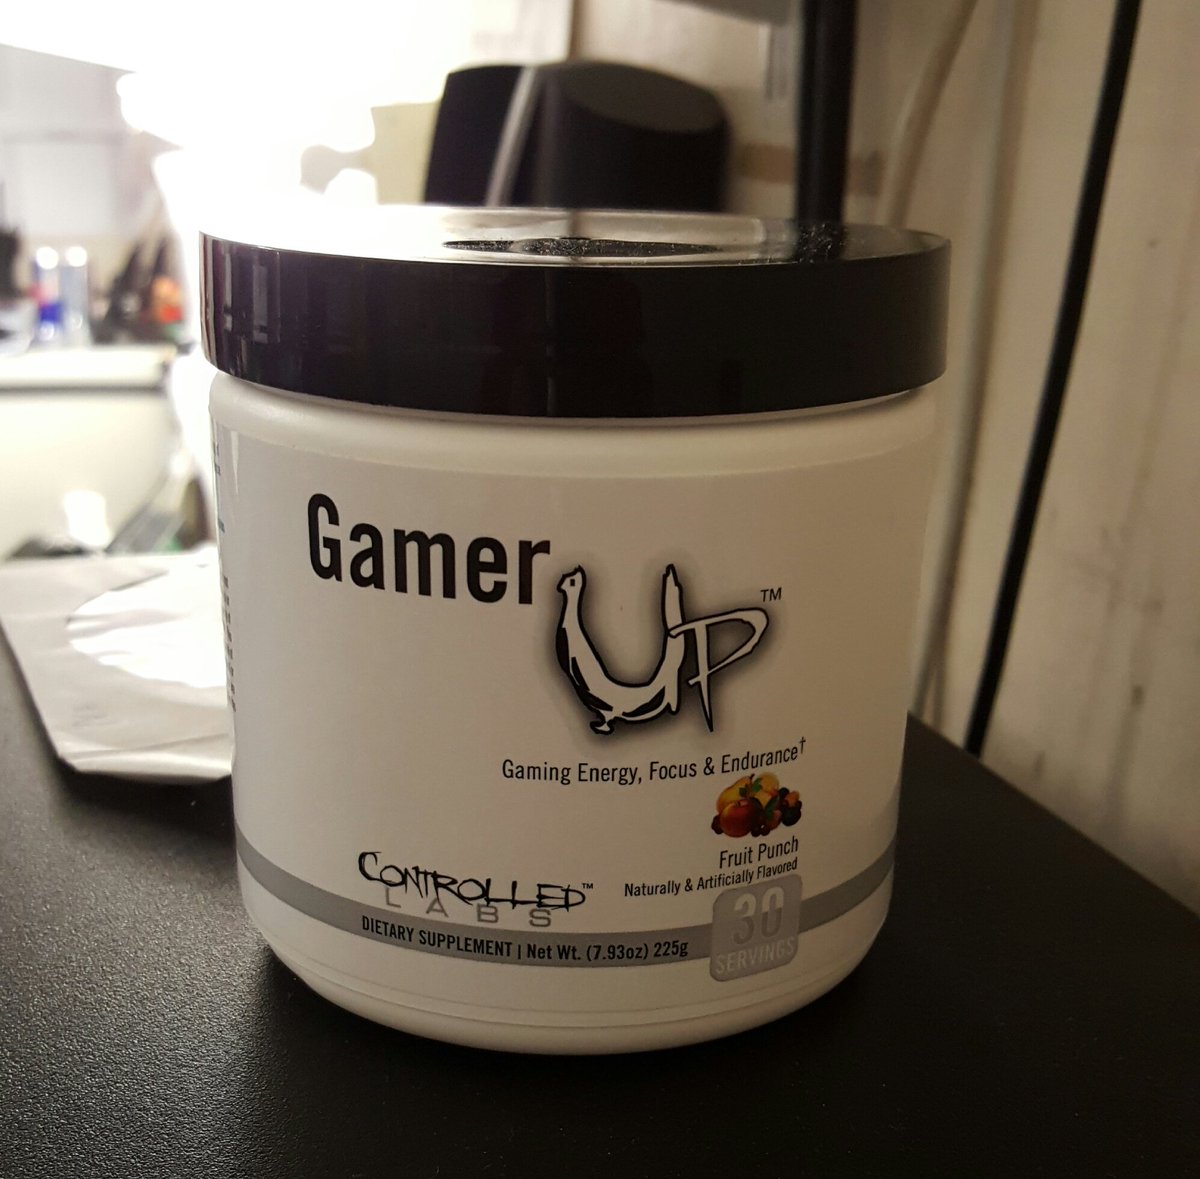 Gamer
UP™
Gaming Energy, Focus & Endurance†
Fruit Punch
Naturally & Artificially Flavored
CONTROLLED™
LABS
DIETARY SUPPLEMENT | Net Wt. (7.93oz) 225g
30
SERVINGS